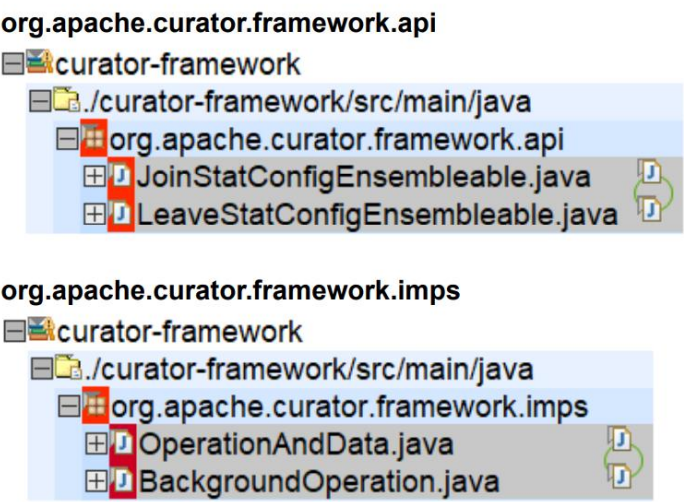 org.apache.curator.framework.api
curator-framework
./curator-framework/src/main/java
org.apache.curator.framework.api
JoinStatConfigEnsembleable.java
LeaveStatConfigEnsembleable.java
org.apache.curator.framework.imps
curator-framework
./curator-framework/src/main/java
org.apache.curator.framework.imps
OperationAndData.java
BackgroundOperation.java